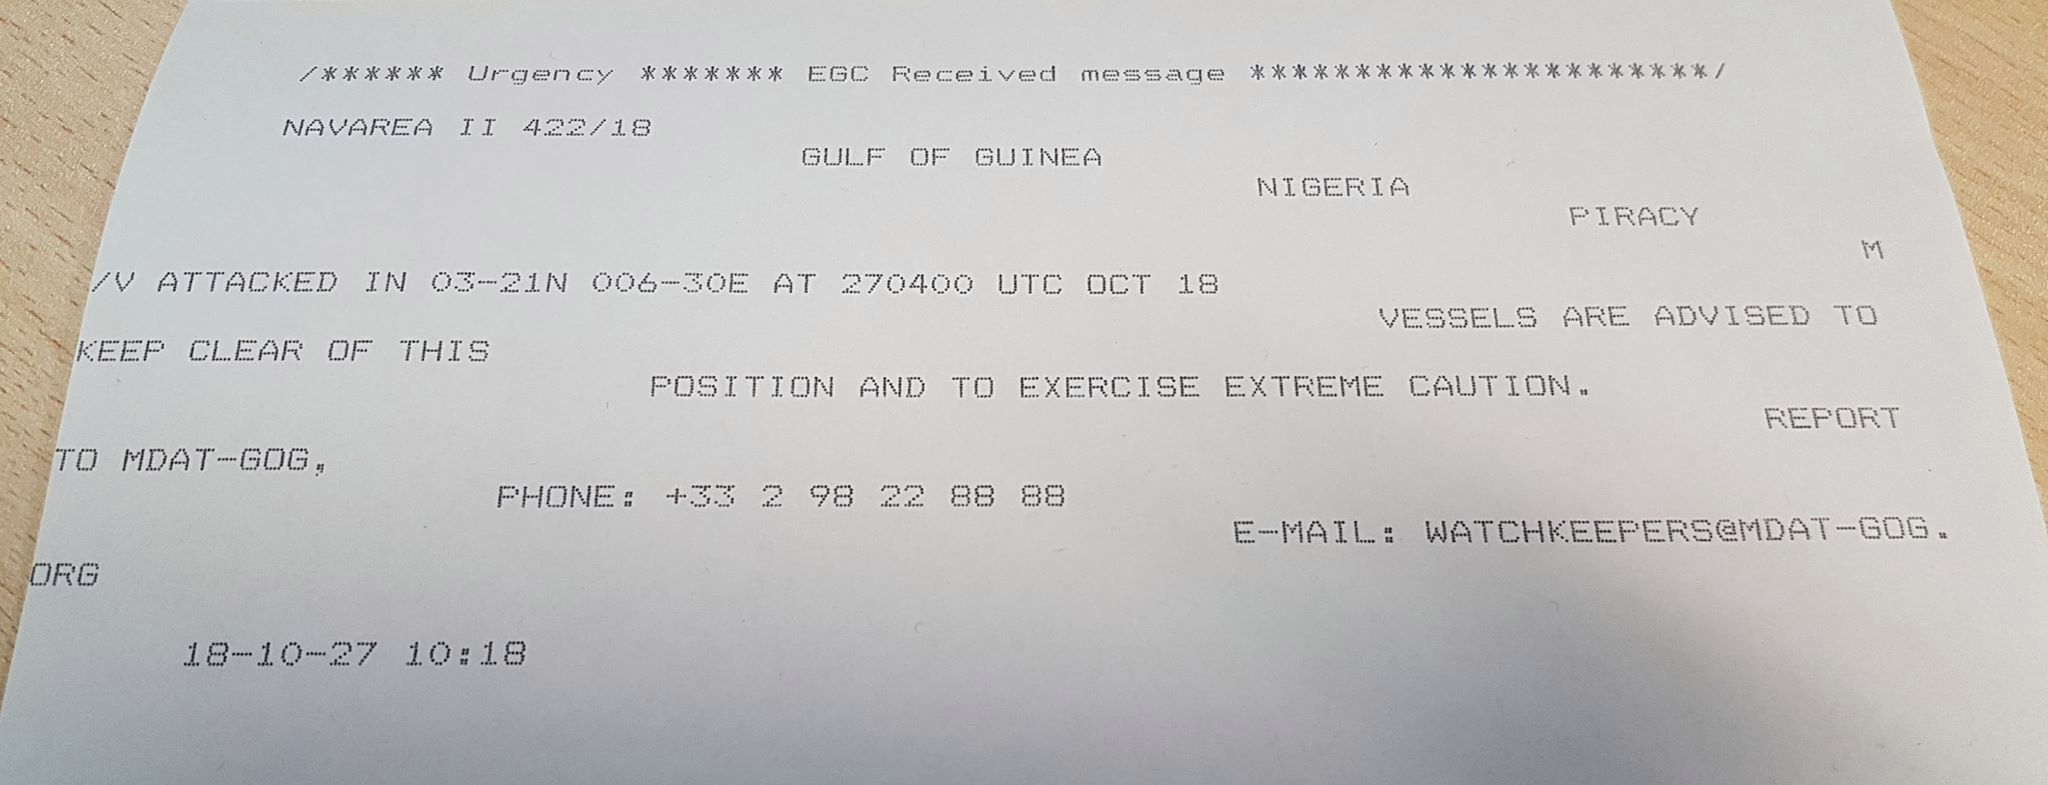 /****** Urgency ******* EGC Received message **********************/
NAVAREA II 422/18
GULF OF GUINEA
NIGERIA
PIRACY
M
/V ATTACKED IN 03-21N 006-30E AT 270400 UTC OCT 18
VESSELS ARE ADVISED TO
KEEP CLEAR OF THIS
POSITION AND TO EXERCISE EXTREME CAUTION.
REPORT
TO MDAT-GOG,
PHONE: +33 2 98 22 88 88
E-MAIL: WATCHKEEPERS@MDAT-GOG.
ORG
18-10-27 10:18